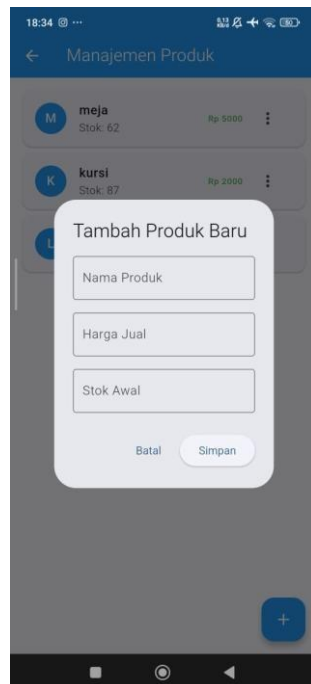 18:34
Manajemen Produk
M
meja
Stok: 62
Rp 5000
K
kursi
Stok: 87
Rp 2000
L
Tambah Produk Baru
Nama Produk
Harga Jual
Stok Awal
Batal
Simpan
+